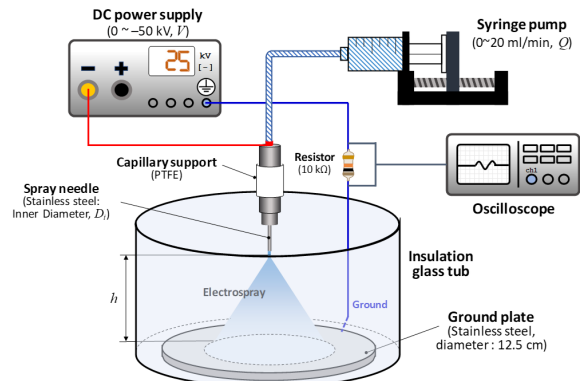 DC power supply
(0 ~ –50 kV, V)
25
kV
[–]
Syringe pump
(0~20 ml/min, Q)
Capillary support
(PTFE)
Resistor
(10 kΩ)
ch1
Oscilloscope
Spray needle
(Stainless steel:
Inner Diameter, Di)
Insulation
glass tub
h
Electrospray
Ground
Ground plate
(Stainless steel,
diameter : 12.5 cm)